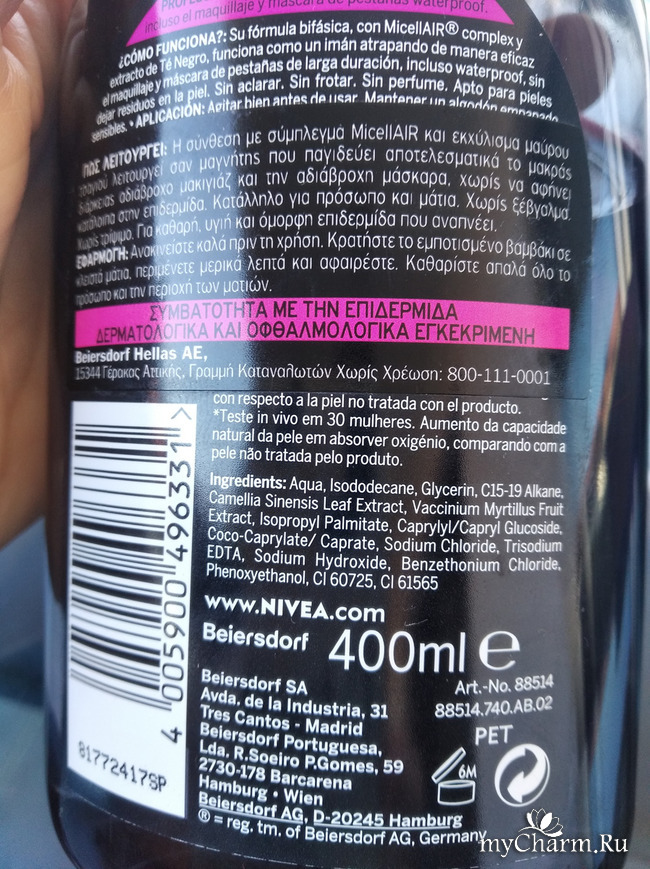 incluso el maquillaje y máscara de pestañas waterproof.
¿CÓMO FUNCIONA?: Su fórmula bifásica, con MicellAIR® complex y
extracto de Té Negro, funciona como un imán atrapando de manera eficaz
el maquillaje y máscara de pestañas de larga duración, incluso waterproof, sin
dejar residuos en la piel. Sin aclarar. Sin frotar. Sin perfume. Apto para pieles
sensibles. • APLICACIÓN: Agitar bien antes de usar. Mantener un algodón empapado
ΠΩΣ ΛΕΙΤΟΥΡΓΕΙ: Η σύνθεση με σύμπλεγμα MicellAIR και εκχύλισμα μαύρου
τσαγιού λειτουργεί σαν μαγνήτης που παγιδεύει αποτελεσματικά το μακράς
διάρκειας αδιάβροχο μακιγιάζ και την αδιάβροχη μάσκαρα, χωρίς να αφήνει
κατάλοιπα στην επιδερμίδα. Κατάλληλο για πρόσωπο και μάτια. Χωρίς ξέβγαλμα.
Χωρίς τρίψιμο. Για καθαρή, υγιή και όμορφη επιδερμίδα που αναπνέει.
ΕΦΑΡΜΟΓΗ: Ανακινείστε καλά πριν τη χρήση. Κρατήστε το εμποτισμένο βαμβάκι σε
κλειστά μάτια, περιμένετε μερικά λεπτά και αφαιρέστε. Καθαρίστε απαλά όλο το
πρόσωπο και την περιοχή των ματιών.
ΣΥΜΒΑΤΟΤΗΤΑ ΜΕ ΤΗΝ ΕΠΙΔΕΡΜΙΔΑ
ΔΕΡΜΑΤΟΛΟΓΙΚΑ ΚΑΙ ΟΦΘΑΛΜΟΛΟΓΙΚΑ ΕΓΚΕΚΡΙΜΕΝΗ
Beiersdorf Hellas AE,
15344 Γέρακας Αττικής, Γραμμή Καταναλωτών Χωρίς Χρέωση: 800-111-0001
con respecto a la piel no tratada con el producto.
*Teste in vivo em 30 mulheres. Aumento da capacidade
natural da pele em absorver oxigénio, comparando com a
pele não tratada pelo produto.
Ingredients: Aqua, Isododecane, Glycerin, C15-19 Alkane,
Camellia Sinensis Leaf Extract, Vaccinium Myrtillus Fruit
Extract, Isopropyl Palmitate, Caprylyl/Capryl Glucoside,
Coco-Caprylate/ Caprate, Sodium Chloride, Trisodium
EDTA, Sodium Hydroxide, Benzethonium Chloride,
Phenoxyethanol, CI 60725, CI 61565
www.NIVEA.com
Beiersdorf 400ml e
Art.-No. 88514
88514.740.AB.02
PET
6M
Beiersdorf SA
Avda. de la Industria, 31
Tres Cantos - Madrid
Beiersdorf Portuguesa,
Lda, R.Soeiro P.Gomes, 59
2730-178 Barcarena
Hamburg • Wien
Beiersdorf AG, D-20245 Hamburg
® = reg. tm. of Beiersdorf AG, Germany
4 005900 496331 >
81772417SP
myCharm.Ru